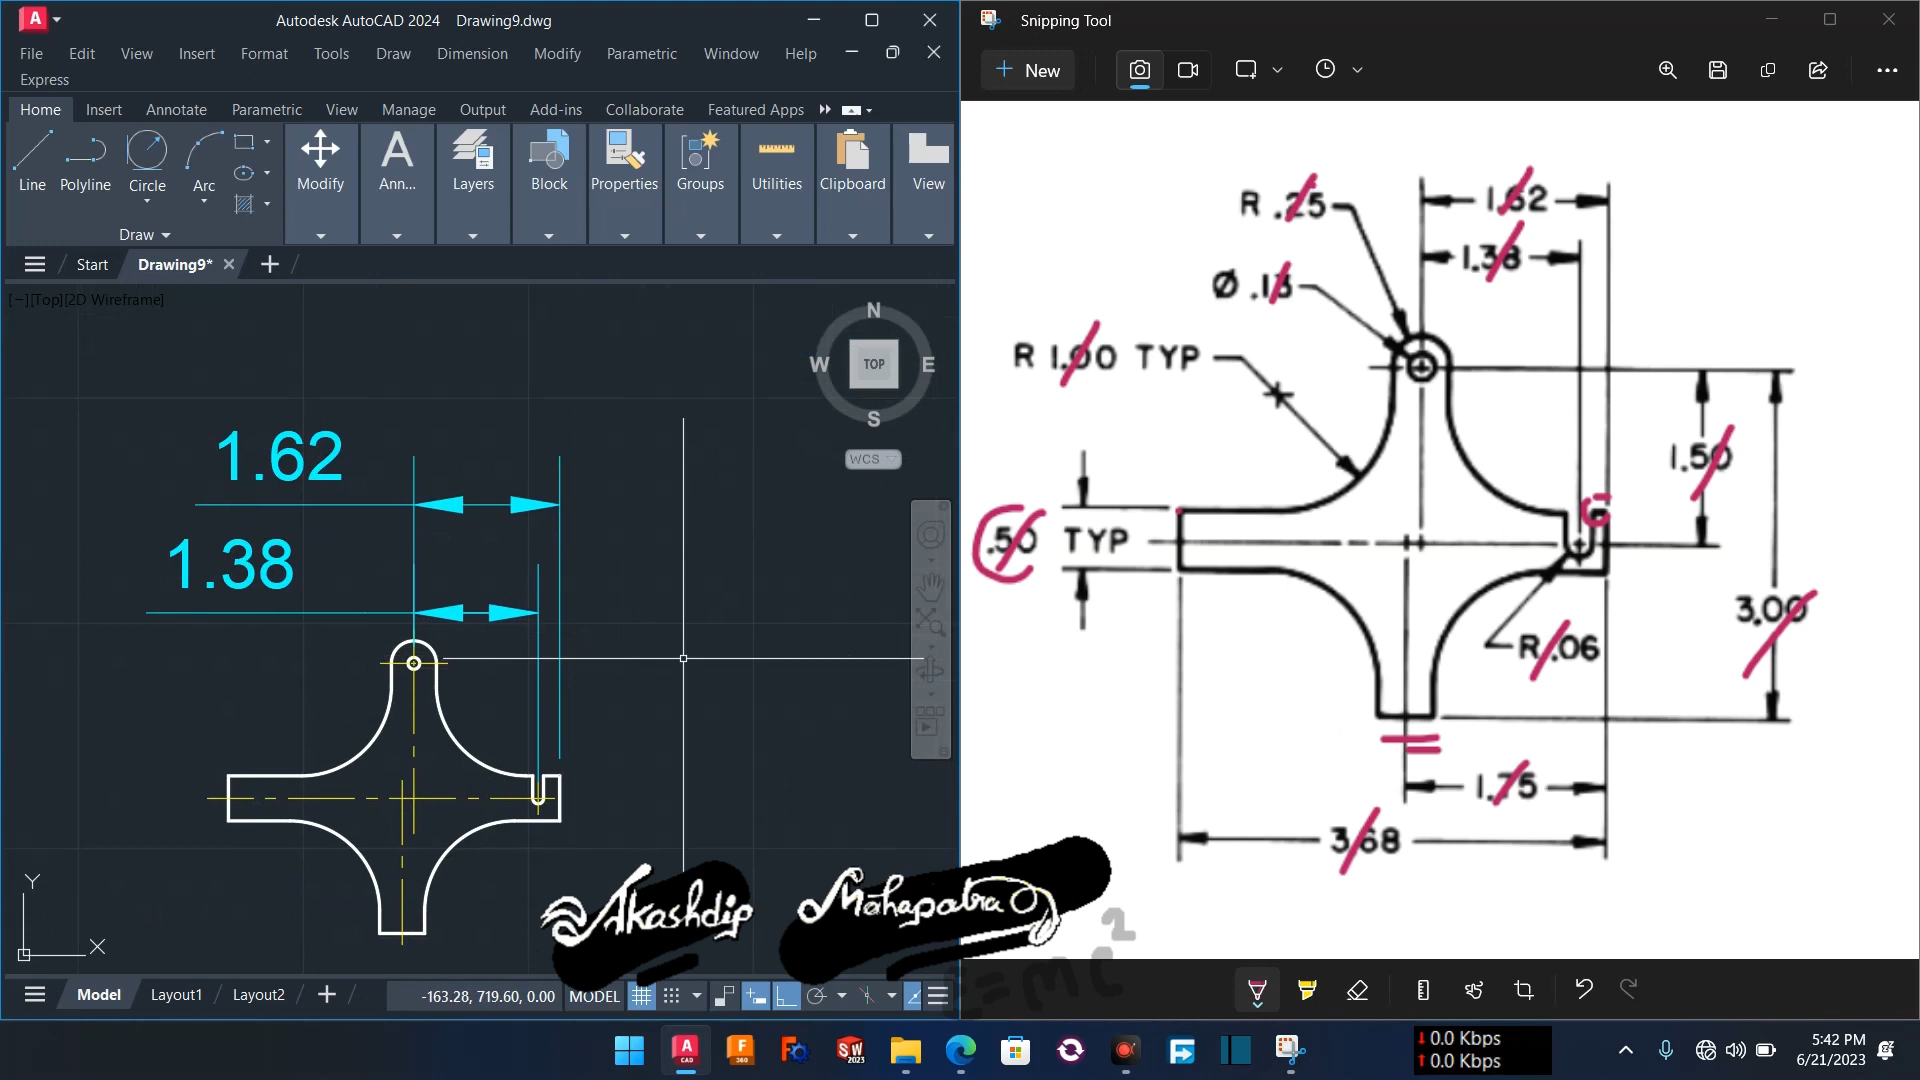 Autodesk AutoCAD 2024 Drawing9.dwg
File Edit View Insert Format Tools Draw Dimension Modify Parametric Window Help
Express
Home Insert Annotate Parametric View Manage Output Add-ins Collaborate Featured Apps
Line Polyline Circle Arc Modify Ann... Layers Block Properties Groups Utilities Clipboard View
Draw
Start Drawing9* +
[−][Top][2D Wireframe]
N
W TOP E
S
WCS
1.62
1.38
Y
X
Model Layout1 Layout2 +
-163.28, 719.60, 0.00 MODEL
Snipping Tool
New
R .25
1.62
1.38
Ø .13
R 1.00 TYP
1.50
.50 TYP
3.00
R .06
1.75
3.68
Akashdip Mahapatra
E=mc2
A CAD
F 360
F
SW 2023
0.0 Kbps
0.0 Kbps
5:42 PM
6/21/2023